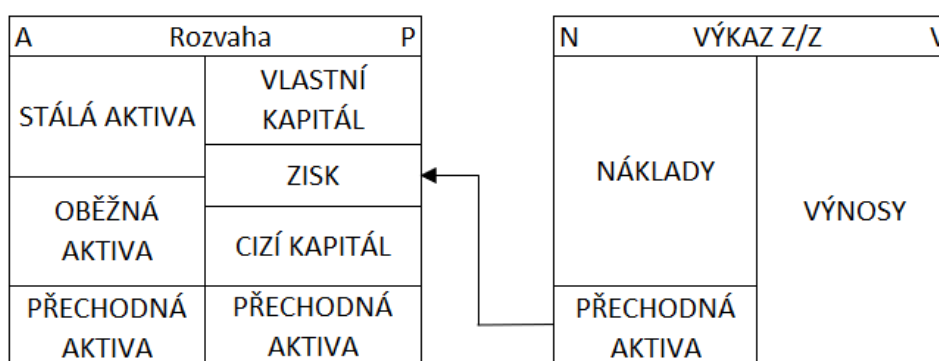 A Rozvaha P
STÁLÁ AKTIVA
OBĚŽNÁ
AKTIVA
PŘECHODNÁ
AKTIVA
VLASTNÍ
KAPITÁL
ZISK
CIZÍ KAPITÁL
PŘECHODNÁ
AKTIVA
N VÝKAZ Z/Z V
NÁKLADY
PŘECHODNÁ
AKTIVA
VÝNOSY